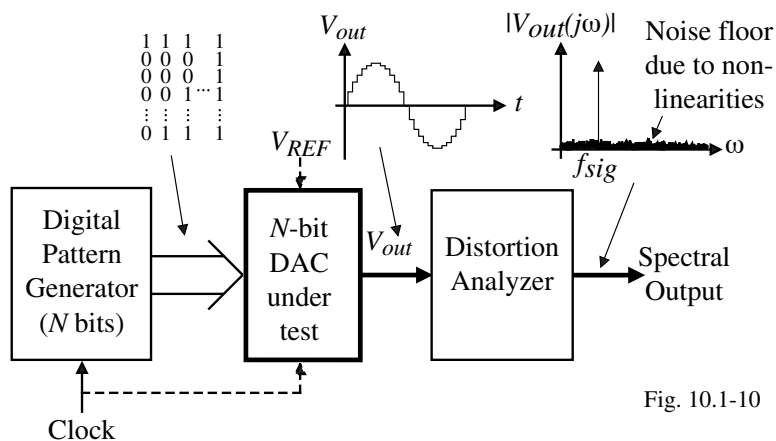 1 1 1 1
0 0 0 1
0 0 0 1
0 0 1 ... 1
0 1 1 1
Vout
t
|Vout(jω)|
Noise floor
due to non-
linearities
ω
fsig
VREF
Digital
Pattern
Generator
(N bits)
N-bit
DAC
under
test
Vout
Distortion
Analyzer
Spectral
Output
Clock
Fig. 10.1-10